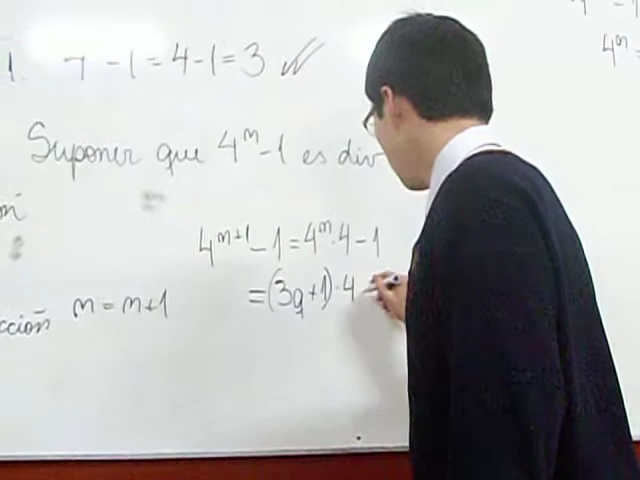 1. 7 - 1 = 4 - 1 = 3 ✓
4^m =
Suponer que 4^m - 1 es div
4^{m+1} - 1 = 4^m · 4 - 1
= (3q + 1) · 4 -
cción m = m+1